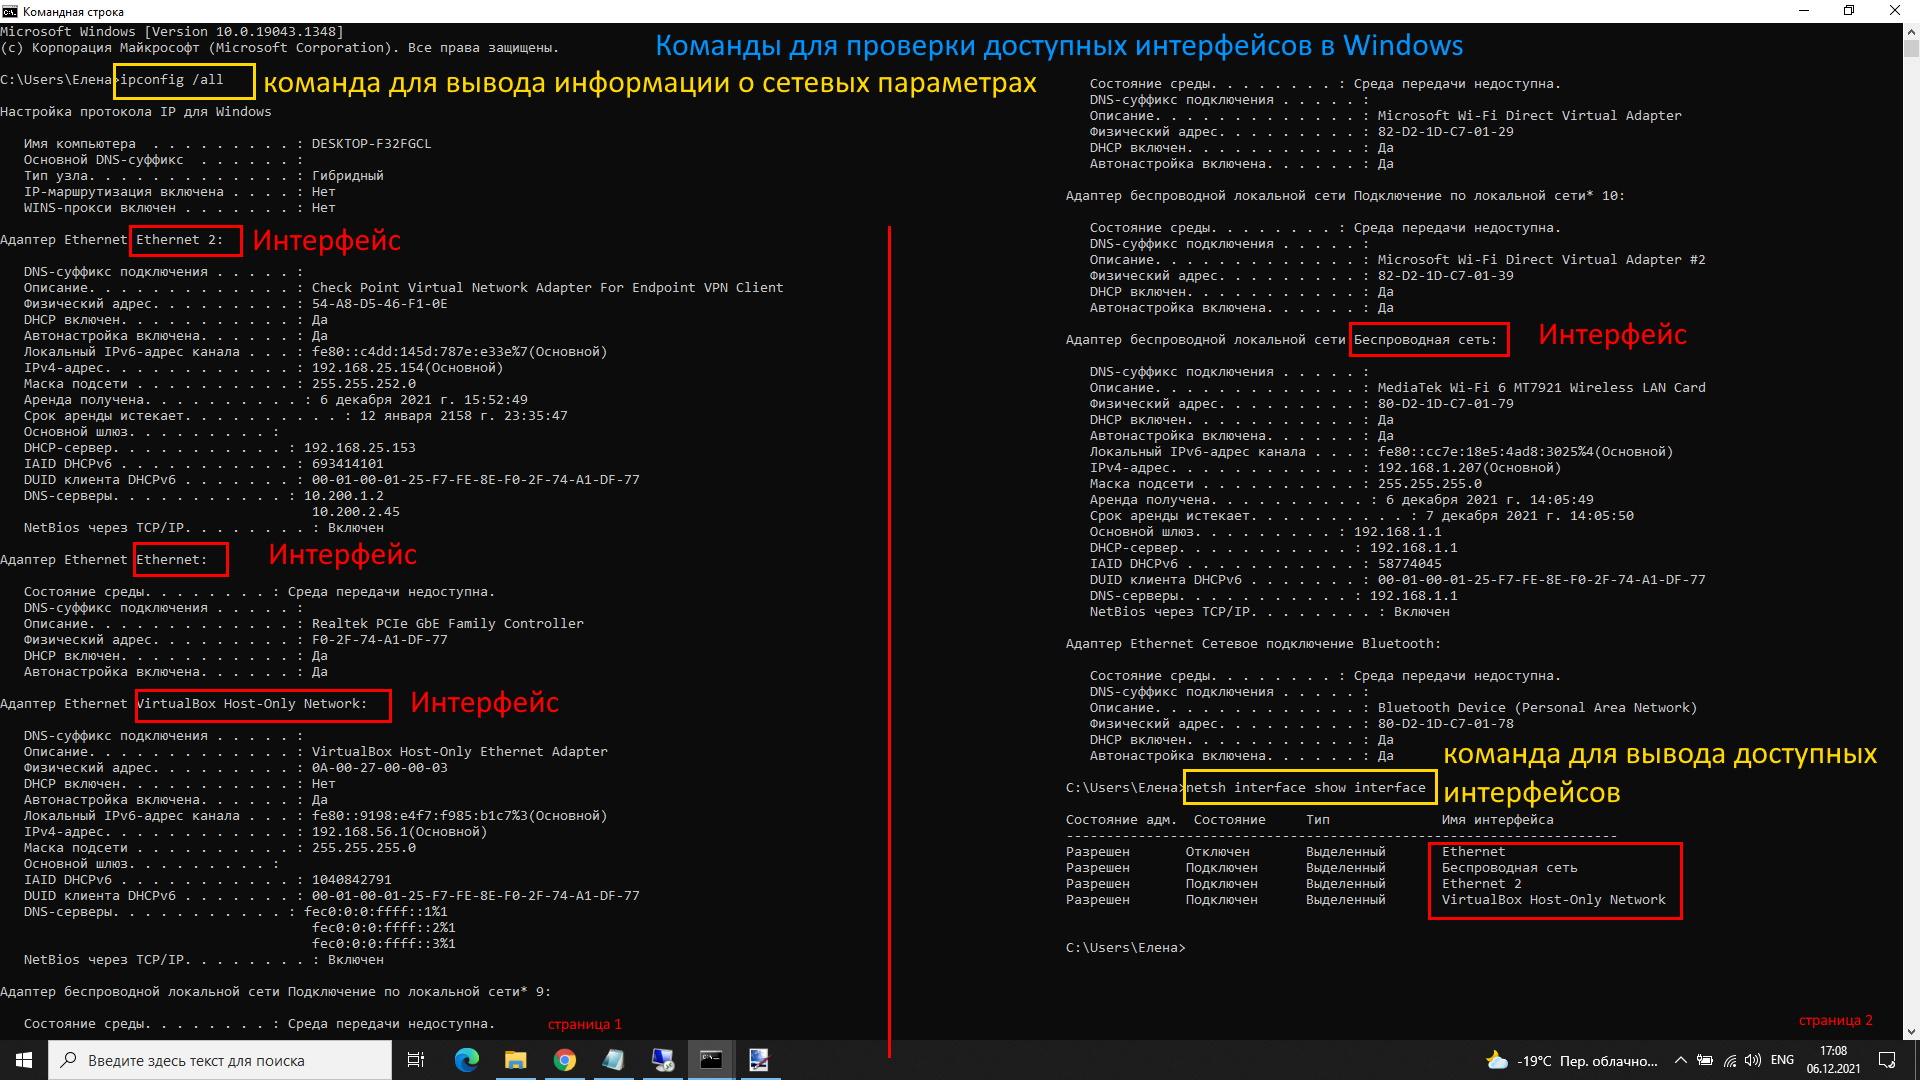 Командная строка
Microsoft Windows [Version 10.0.19043.1348]
(c) Корпорация Майкрософт (Microsoft Corporation). Все права защищены.
Команды для проверки доступных интерфейсов в Windows
C:\Users\Елена>ipconfig /all
команда для вывода информации о сетевых параметрах
Настройка протокола IP для Windows
Имя компьютера . . . . . . . . . : DESKTOP-F32FGCL
Основной DNS-суффикс . . . . . . :
Тип узла. . . . . . . . . . . . . : Гибридный
IP-маршрутизация включена . . . . : Нет
WINS-прокси включен . . . . . . . : Нет
Адаптер Ethernet Ethernet 2:
Интерфейс
DNS-суффикс подключения . . . . . :
Описание. . . . . . . . . . . . . : Check Point Virtual Network Adapter For Endpoint VPN Client
Физический адрес. . . . . . . . . : 54-A8-D5-46-F1-0E
DHCP включен. . . . . . . . . . . : Да
Автонастройка включена. . . . . . : Да
Локальный IPv6-адрес канала . . . : fe80::c4dd:145d:787e:e33e%7(Основной)
IPv4-адрес. . . . . . . . . . . . : 192.168.25.154(Основной)
Маска подсети . . . . . . . . . . : 255.255.252.0
Аренда получена. . . . . . . . . . : 6 декабря 2021 г. 15:52:49
Срок аренды истекает. . . . . . . . . . : 12 января 2158 г. 23:35:47
Основной шлюз. . . . . . . . . :
DHCP-сервер. . . . . . . . . . . : 192.168.25.153
IAID DHCPv6 . . . . . . . . . . . : 693414101
DUID клиента DHCPv6 . . . . . . . : 00-01-00-01-25-F7-FE-8E-F0-2F-74-A1-DF-77
DNS-серверы. . . . . . . . . . . : 10.200.1.2
10.200.2.45
NetBios через TCP/IP. . . . . . . . : Включен
Адаптер Ethernet Ethernet:
Интерфейс
Состояние среды. . . . . . . . : Среда передачи недоступна.
DNS-суффикс подключения . . . . . :
Описание. . . . . . . . . . . . . : Realtek PCIe GbE Family Controller
Физический адрес. . . . . . . . . : F0-2F-74-A1-DF-77
DHCP включен. . . . . . . . . . . : Да
Автонастройка включена. . . . . . : Да
Адаптер Ethernet VirtualBox Host-Only Network:
Интерфейс
DNS-суффикс подключения . . . . . :
Описание. . . . . . . . . . . . . : VirtualBox Host-Only Ethernet Adapter
Физический адрес. . . . . . . . . : 0A-00-27-00-00-03
DHCP включен. . . . . . . . . . . : Нет
Автонастройка включена. . . . . . : Да
Локальный IPv6-адрес канала . . . : fe80::9198:e4f7:f985:b1c7%3(Основной)
IPv4-адрес. . . . . . . . . . . . : 192.168.56.1(Основной)
Маска подсети . . . . . . . . . . : 255.255.255.0
Основной шлюз. . . . . . . . . :
IAID DHCPv6 . . . . . . . . . . . : 1040842791
DUID клиента DHCPv6 . . . . . . . : 00-01-00-01-25-F7-FE-8E-F0-2F-74-A1-DF-77
DNS-серверы. . . . . . . . . . . : fec0:0:0:ffff::1%1
fec0:0:0:ffff::2%1
fec0:0:0:ffff::3%1
NetBios через TCP/IP. . . . . . . . : Включен
Адаптер беспроводной локальной сети Подключение по локальной сети* 9:
Состояние среды. . . . . . . . : Среда передачи недоступна.
страница 1
Состояние среды. . . . . . . . : Среда передачи недоступна.
DNS-суффикс подключения . . . . . :
Описание. . . . . . . . . . . . . : Microsoft Wi-Fi Direct Virtual Adapter
Физический адрес. . . . . . . . . : 82-D2-1D-C7-01-29
DHCP включен. . . . . . . . . . . : Да
Автонастройка включена. . . . . . : Да
Адаптер беспроводной локальной сети Подключение по локальной сети* 10:
Состояние среды. . . . . . . . : Среда передачи недоступна.
DNS-суффикс подключения . . . . . :
Описание. . . . . . . . . . . . . : Microsoft Wi-Fi Direct Virtual Adapter #2
Физический адрес. . . . . . . . . : 82-D2-1D-C7-01-39
DHCP включен. . . . . . . . . . . : Да
Автонастройка включена. . . . . . : Да
Адаптер беспроводной локальной сети Беспроводная сеть:
Интерфейс
DNS-суффикс подключения . . . . . :
Описание. . . . . . . . . . . . . : MediaTek Wi-Fi 6 MT7921 Wireless LAN Card
Физический адрес. . . . . . . . . : 80-D2-1D-C7-01-79
DHCP включен. . . . . . . . . . . : Да
Автонастройка включена. . . . . . : Да
Локальный IPv6-адрес канала . . . : fe80::cc7e:18e5:4ad8:3025%4(Основной)
IPv4-адрес. . . . . . . . . . . . : 192.168.1.207(Основной)
Маска подсети . . . . . . . . . . : 255.255.255.0
Аренда получена. . . . . . . . . . : 6 декабря 2021 г. 14:05:49
Срок аренды истекает. . . . . . . . . . : 7 декабря 2021 г. 14:05:50
Основной шлюз. . . . . . . . . : 192.168.1.1
DHCP-сервер. . . . . . . . . . . : 192.168.1.1
IAID DHCPv6 . . . . . . . . . . . : 58774045
DUID клиента DHCPv6 . . . . . . . : 00-01-00-01-25-F7-FE-8E-F0-2F-74-A1-DF-77
DNS-серверы. . . . . . . . . . . : 192.168.1.1
NetBios через TCP/IP. . . . . . . . : Включен
Адаптер Ethernet Сетевое подключение Bluetooth:
Состояние среды. . . . . . . . : Среда передачи недоступна.
DNS-суффикс подключения . . . . . :
Описание. . . . . . . . . . . . . : Bluetooth Device (Personal Area Network)
Физический адрес. . . . . . . . . : 80-D2-1D-C7-01-78
DHCP включен. . . . . . . . . . . : Да
Автонастройка включена. . . . . . : Да
C:\Users\Елена>netsh interface show interface
команда для вывода доступных
интерфейсов
Состояние адм. Состояние Тип Имя интерфейса
---------------------------------------------------------------------
Разрешен Отключен Выделенный Ethernet
Разрешен Подключен Выделенный Беспроводная сеть
Разрешен Подключен Выделенный Ethernet 2
Разрешен Подключен Выделенный VirtualBox Host-Only Network
C:\Users\Елена>
страница 2
Введите здесь текст для поиска
-19°C Пер. облачно...
ENG
17:08
06.12.2021